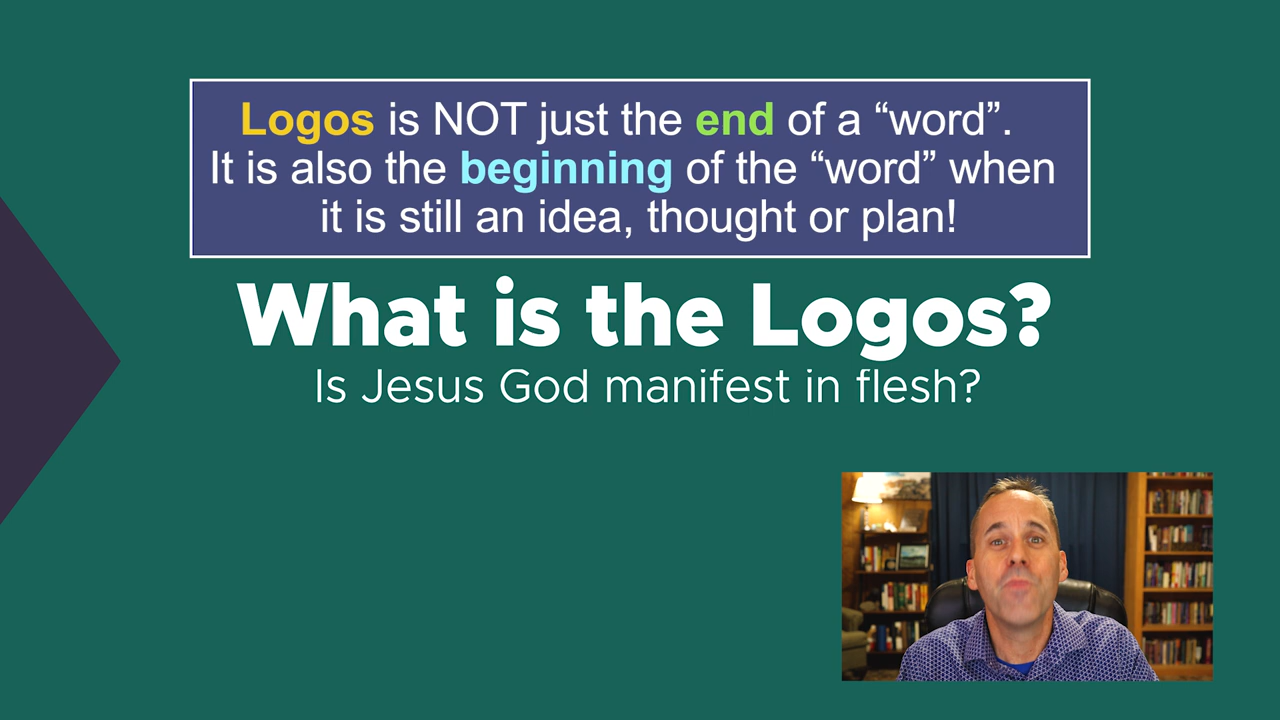 Logos is NOT just the end of a “word”.
It is also the beginning of the “word” when
it is still an idea, thought or plan!
What is the Logos?
Is Jesus God manifest in flesh?